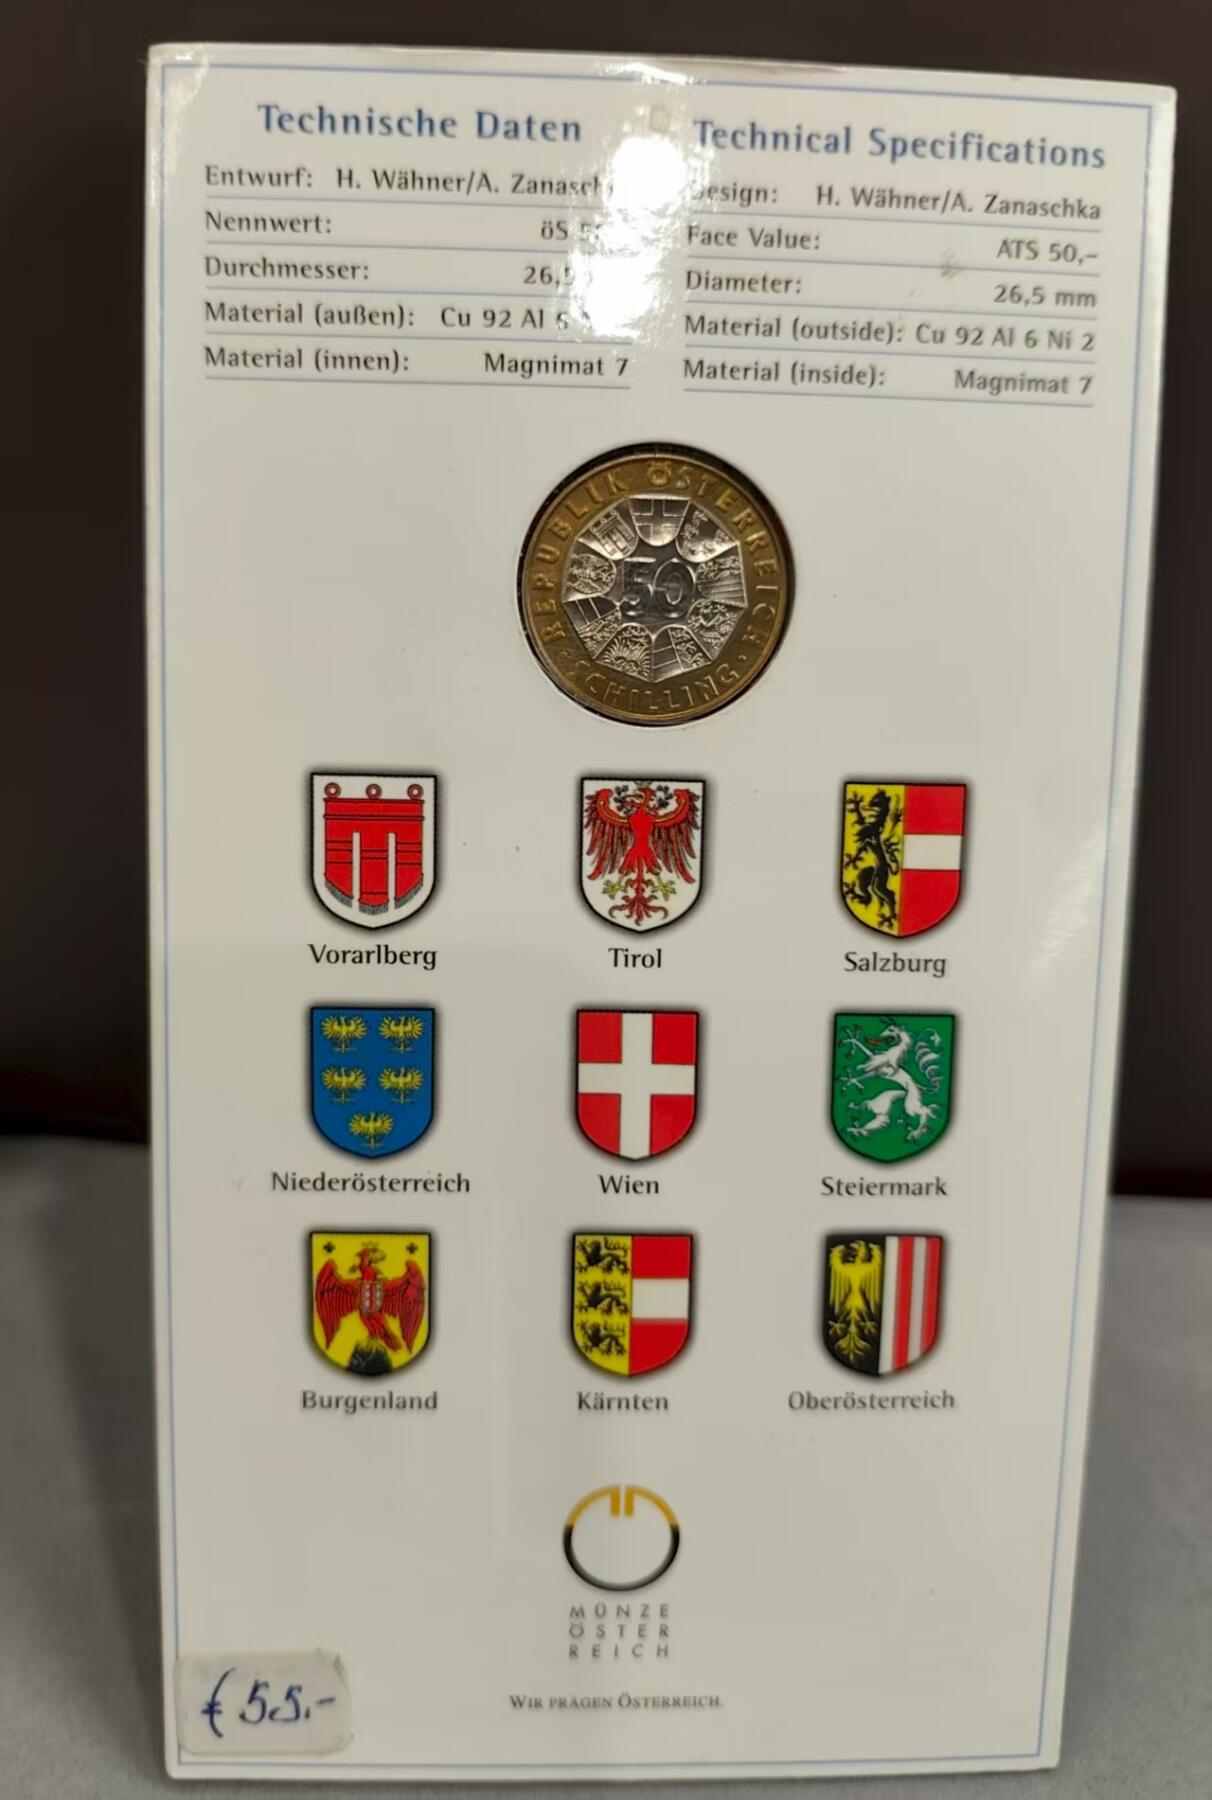 Technische Daten
Entwurf: H. Wähner/A.
Nennwert: öS
Durchmesser:
Material (außen): Cu 92 Al
Material (innen): Magnimat 7
Technical Specifications
Design: H. Wähner/A. Zanaschka
Face Value: ATS 50,–
Diameter: 26,5 mm
Material (outside): Cu 92 Al 6 Ni 2
Material (inside): Magnimat 7
REPUBLIK ÖSTERREICH
50
SCHILLING
Vorarlberg
Tirol
Salzburg
Niederösterreich
Wien
Steiermark
Burgenland
Kärnten
Oberösterreich
MÜNZE
ÖSTER
REICH
WIR PRÄGEN ÖSTERREICH.
€ 55.-